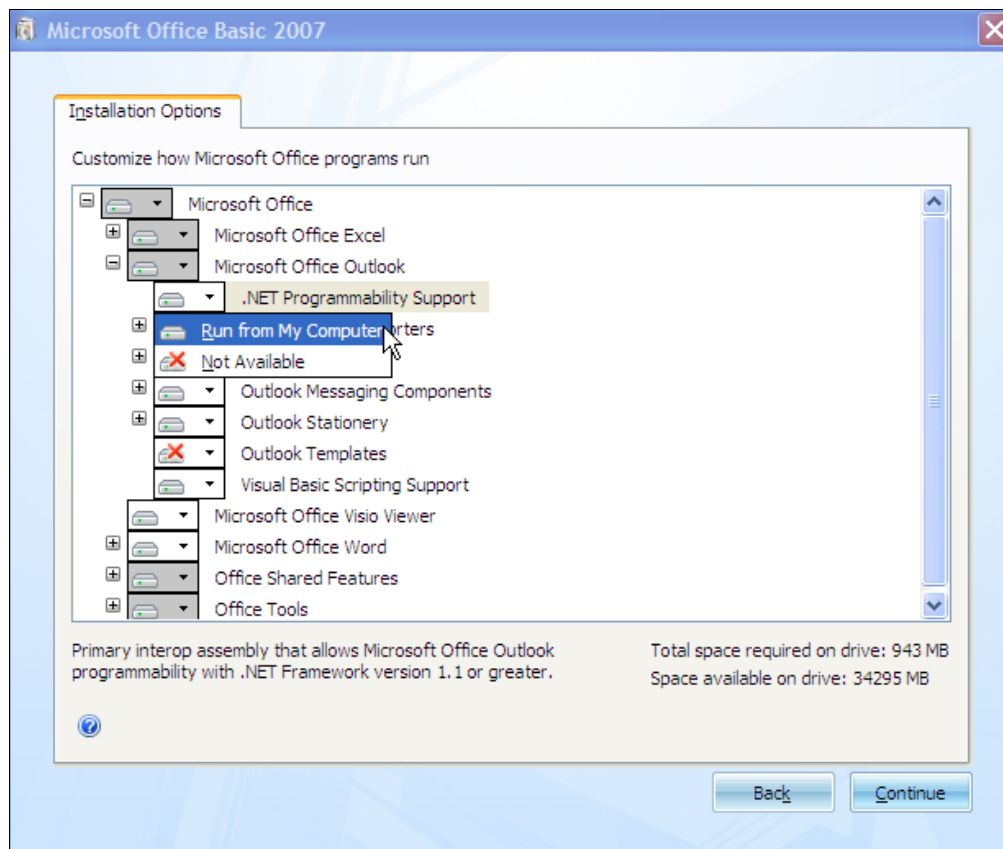 Microsoft Office Basic 2007
Installation Options
Customize how Microsoft Office programs run
Microsoft Office
Microsoft Office Excel
Microsoft Office Outlook
.NET Programmability Support
Run from My Computer
Not Available
Outlook Messaging Components
Outlook Stationery
Outlook Templates
Visual Basic Scripting Support
Microsoft Office Visio Viewer
Microsoft Office Word
Office Shared Features
Office Tools
Primary interop assembly that allows Microsoft Office Outlook
programmability with .NET Framework version 1.1 or greater.
Total space required on drive: 943 MB
Space available on drive: 34295 MB
Back
Continue